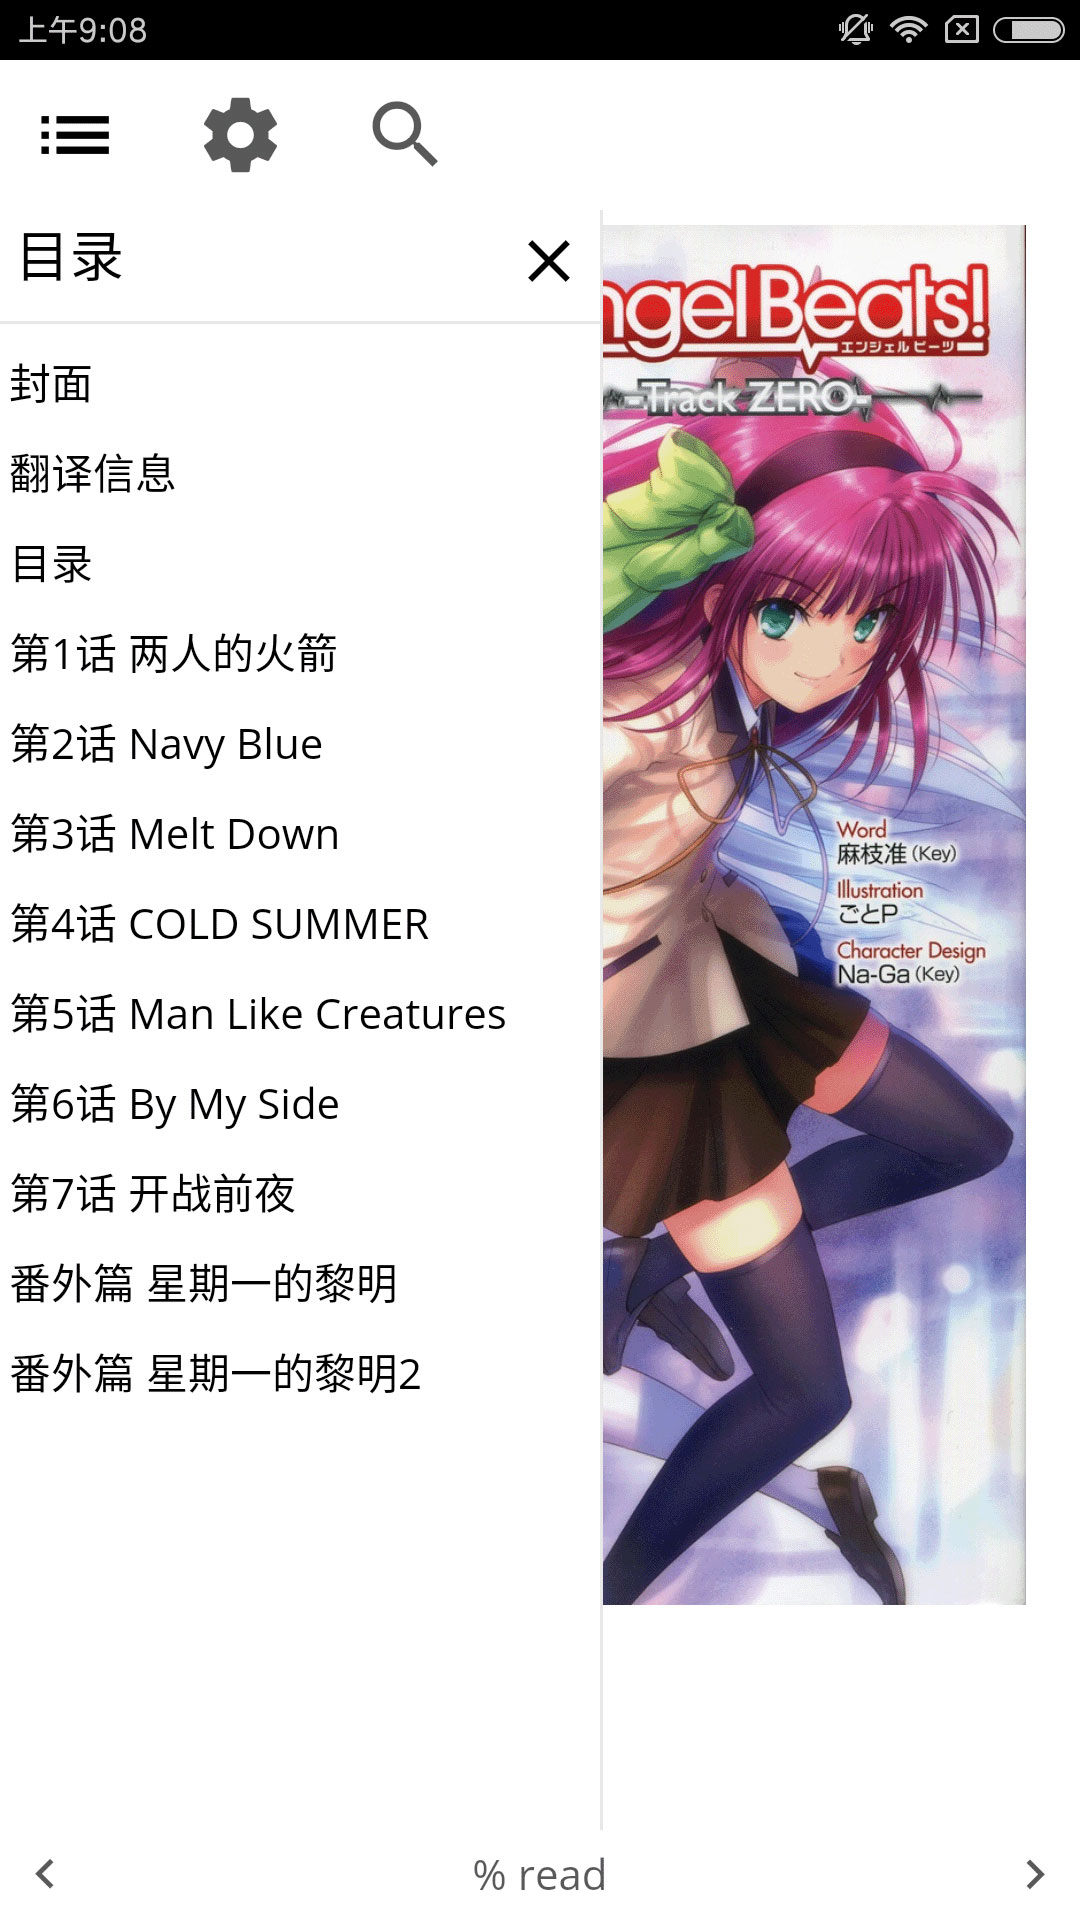 上午9:08
目录
封面
翻译信息
目录
第1话 两人的火箭
第2话 Navy Blue
第3话 Melt Down
第4话 COLD SUMMER
第5话 Man Like Creatures
第6话 By My Side
第7话 开战前夜
番外篇 星期一的黎明
番外篇 星期一的黎明2
ngel Beats!
エンジェルビーツ
-Track ZERO-
Word
麻枝准(Key)
Illustration
ごとP
Character Design
Na-Ga(Key)
% read